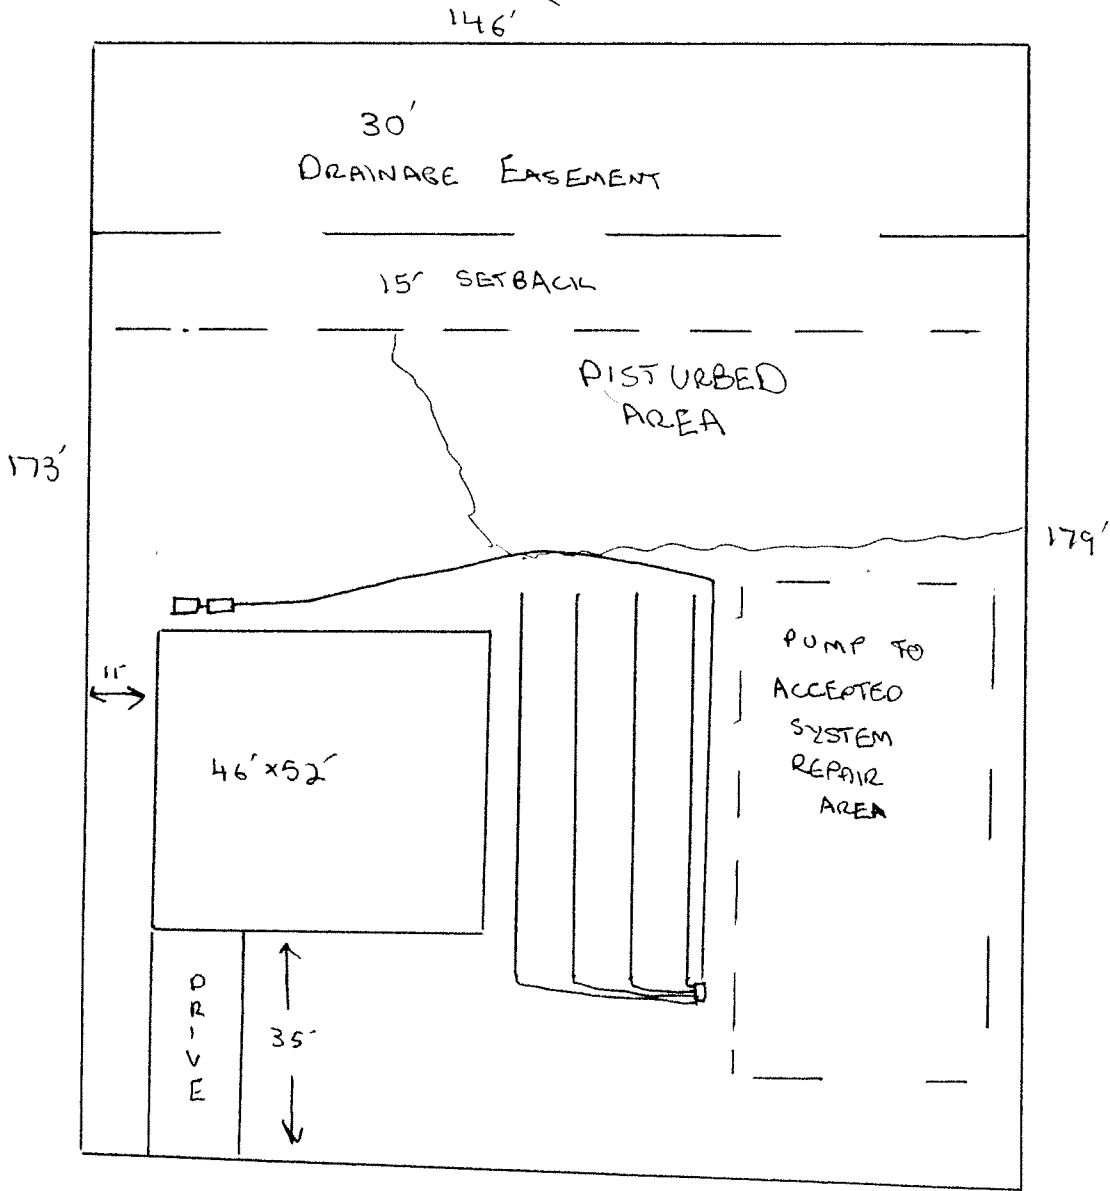 146'
30'
DRAINAGE EASEMENT
15' SETBACK
DISTURBED
AREA
173'
179'
PUMP TO
ACCEPTED
SYSTEM
REPAIR
AREA
11'
46'x52'
DRIVE
35'